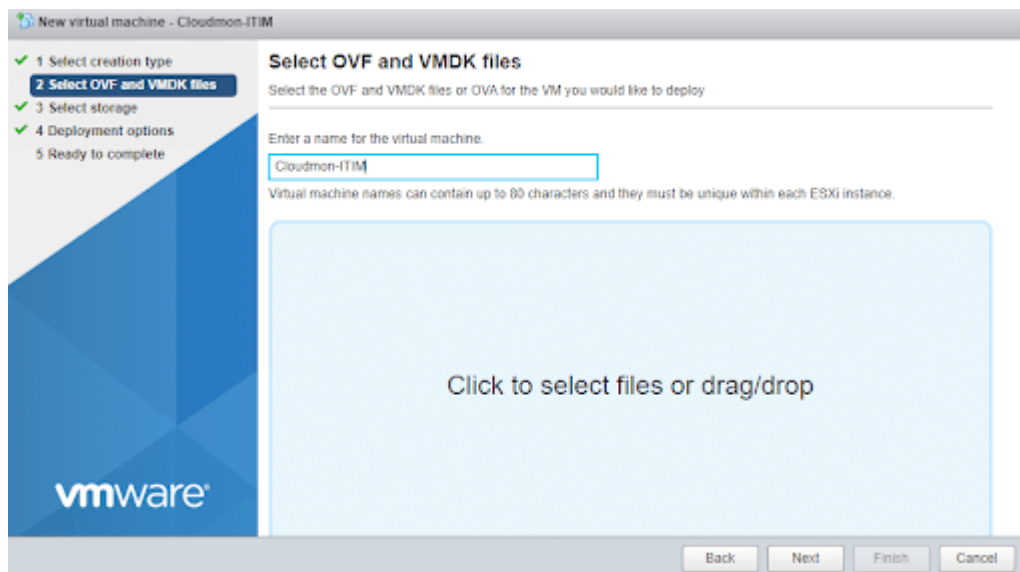 New virtual machine - Cloudmon-ITIM
1 Select creation type
2 Select OVF and VMDK files
3 Select storage
4 Deployment options
5 Ready to complete
vmware®
Select OVF and VMDK files
Select the OVF and VMDK files or OVA for the VM you would like to deploy
Enter a name for the virtual machine.
Cloudmon-ITIM
Virtual machine names can contain up to 80 characters and they must be unique within each ESXi instance.
Click to select files or drag/drop
Back Next Finish Cancel